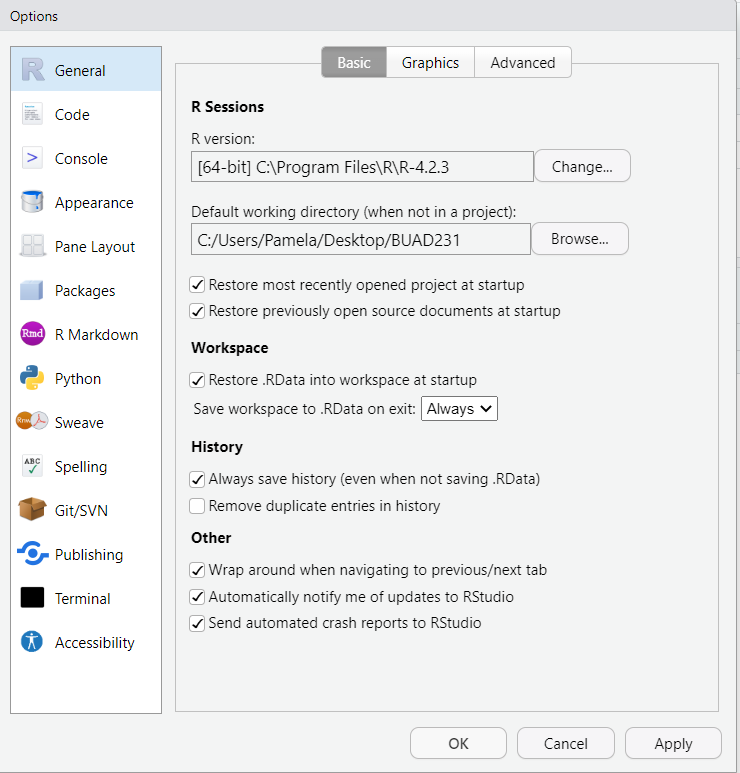 Options
General
Code
Console
Appearance
Pane Layout
Packages
Rmd R Markdown
Python
Sweave
ABC Spelling
Git/SVN
Publishing
Terminal
Accessibility
Basic Graphics Advanced
R Sessions
R version:
[64-bit] C:\Program Files\R\R-4.2.3 Change...
Default working directory (when not in a project):
C:/Users/Pamela/Desktop/BUAD231 Browse...
Restore most recently opened project at startup
Restore previously open source documents at startup
Workspace
Restore .RData into workspace at startup
Save workspace to .RData on exit: Always
History
Always save history (even when not saving .RData)
Remove duplicate entries in history
Other
Wrap around when navigating to previous/next tab
Automatically notify me of updates to RStudio
Send automated crash reports to RStudio
OK Cancel Apply